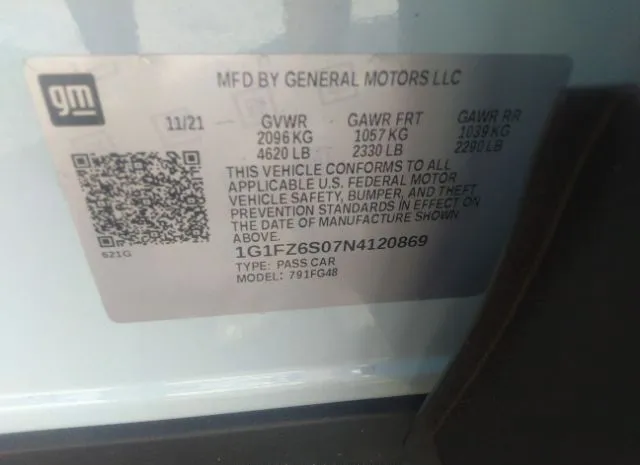 gm
MFD BY GENERAL MOTORS LLC
11/21 GVWR GAWR FRT GAWR RR
2096 KG 1057 KG 1039 KG
4620 LB 2330 LB 2290 LB
THIS VEHICLE CONFORMS TO ALL
APPLICABLE U.S. FEDERAL MOTOR
VEHICLE SAFETY, BUMPER, AND THEFT
PREVENTION STANDARDS IN EFFECT ON
THE DATE OF MANUFACTURE SHOWN
ABOVE.
1G1FZ6S07N4120869
TYPE: PASS CAR
MODEL: 791FG48
521G